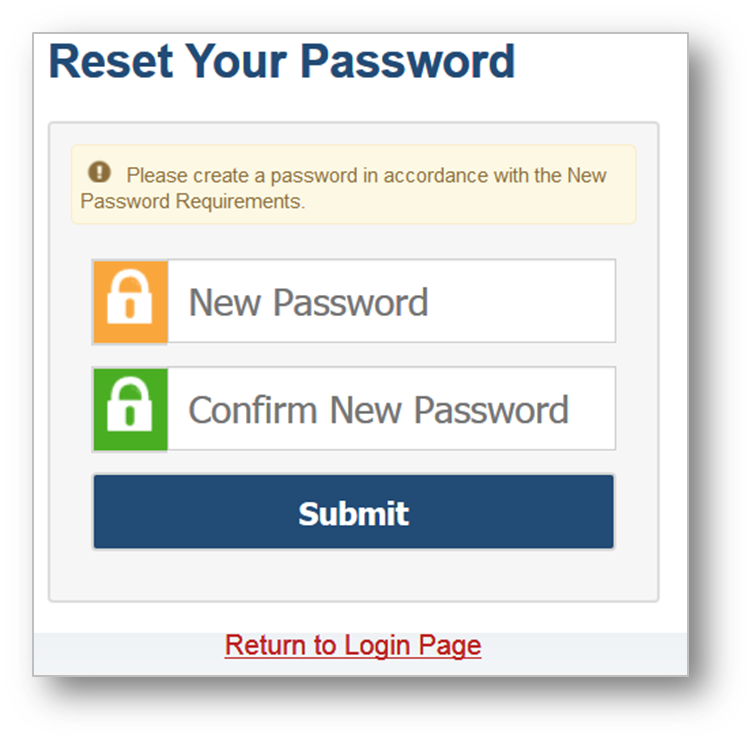 Reset Your Password
Please create a password in accordance with the New
Password Requirements.
New Password
Confirm New Password
Submit
Return to Login Page